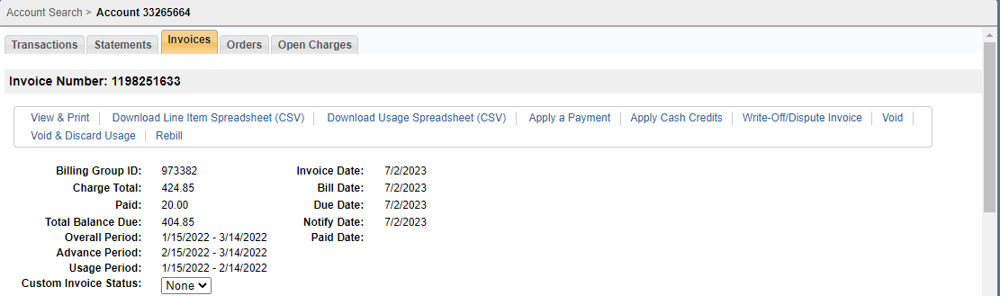 Account Search > Account 33265664
Transactions Statements Invoices Orders Open Charges
Invoice Number: 1198251633
View & Print Download Line Item Spreadsheet (CSV) Download Usage Spreadsheet (CSV) Apply a Payment Apply Cash Credits Write-Off/Dispute Invoice Void
Void & Discard Usage Rebill
Billing Group ID: 973382 Invoice Date: 7/2/2023
Charge Total: 424.85 Bill Date: 7/2/2023
Paid: 20.00 Due Date: 7/2/2023
Total Balance Due: 404.85 Notify Date: 7/2/2023
Overall Period: 1/15/2022 - 3/14/2022 Paid Date:
Advance Period: 2/15/2022 - 3/14/2022
Usage Period: 1/15/2022 - 2/14/2022
Custom Invoice Status: None